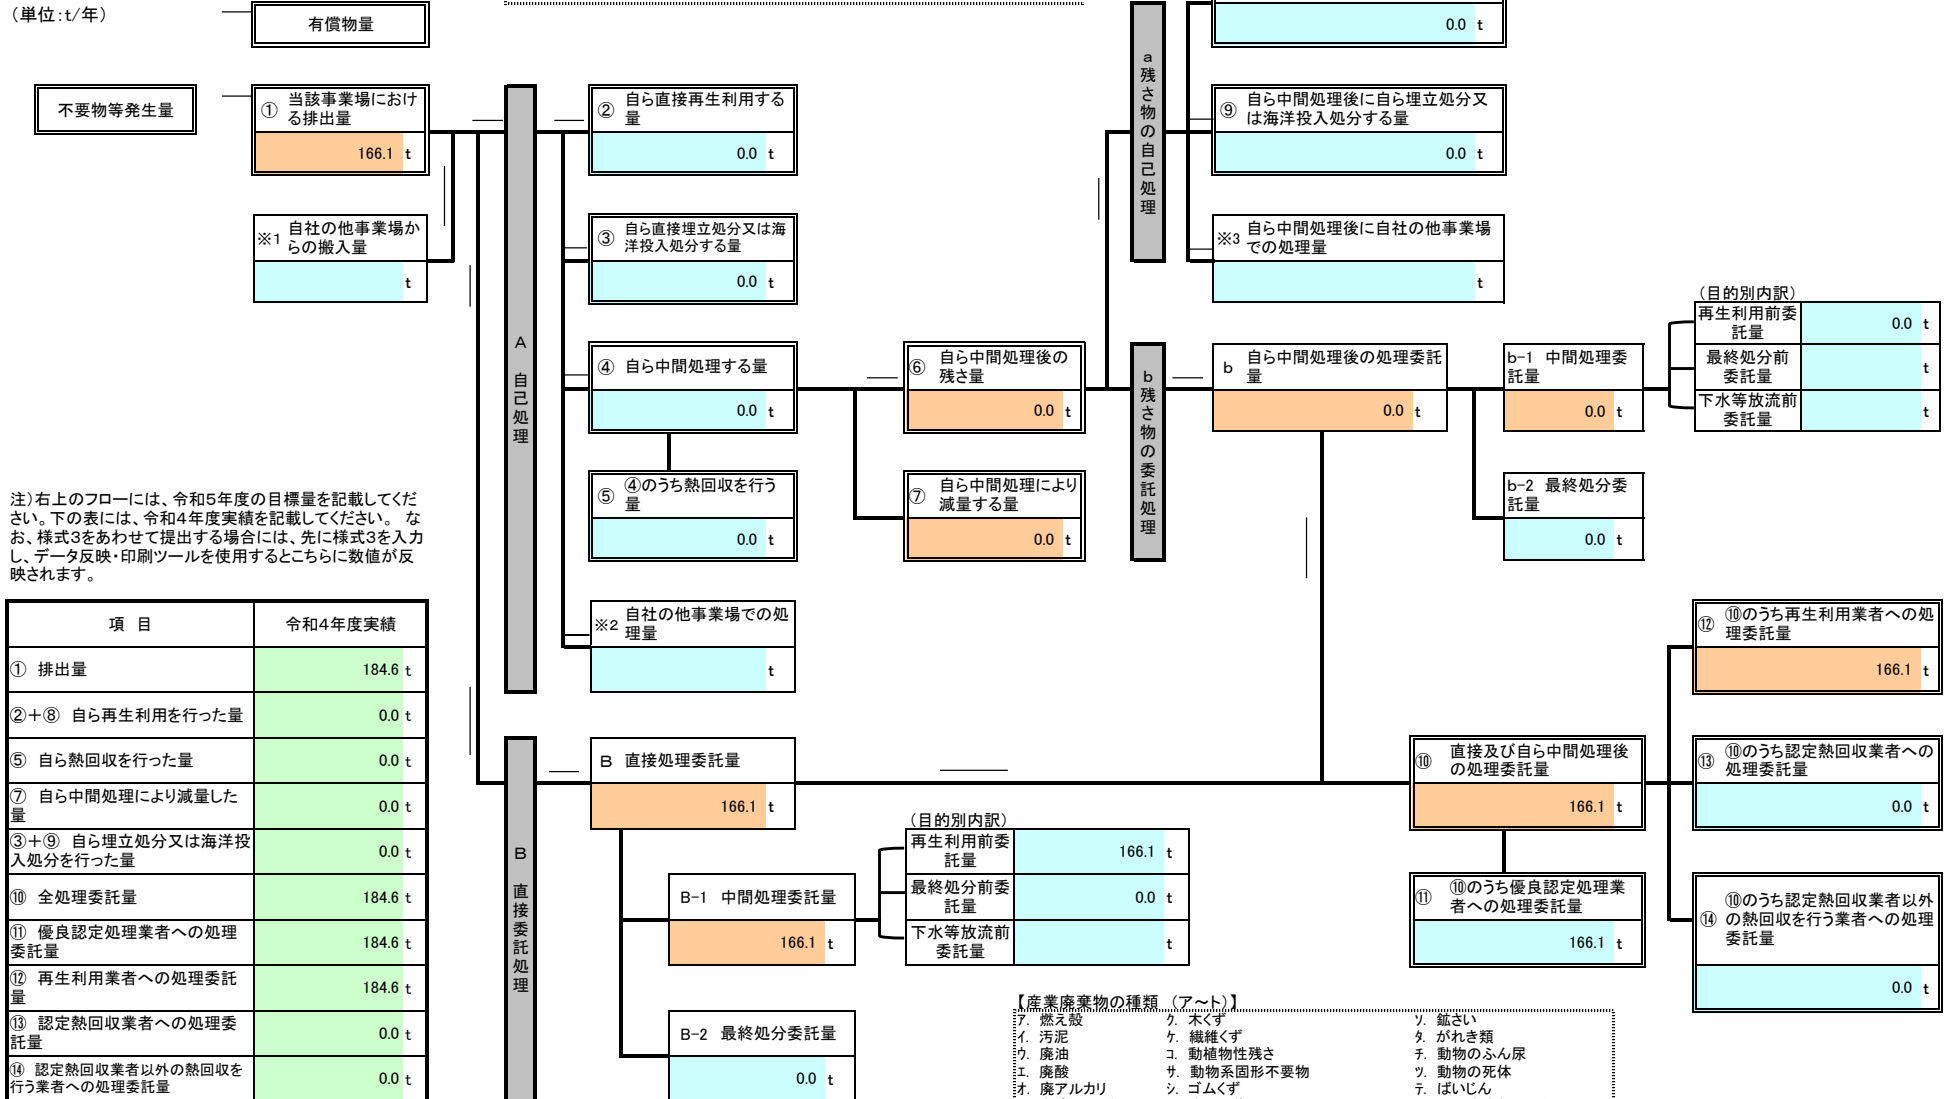 （単位：t/年）
有償物量
0.0 t
不要物等発生量
① 当該事業場におけ
る排出量
166.1 t
※1 自社の他事業場か
らの搬入量
t
A 自己処理
② 自ら直接再生利用する
量
0.0 t
③ 自ら直接埋立処分又は海
洋投入処分する量
0.0 t
④ 自ら中間処理する量
0.0 t
⑤ ④のうち熱回収を行う
量
0.0 t
※2 自社の他事業場での処
理量
t
⑥ 自ら中間処理後の
残さ量
0.0 t
⑦ 自ら中間処理により
減量する量
0.0 t
a 残さ物の自己処理
⑨ 自ら中間処理後に自ら埋立処分又
は海洋投入処分する量
0.0 t
※3 自ら中間処理後に自社の他事業場
での処理量
t
b 残さ物の委託処理
b 自ら中間処理後の処理委託
量
0.0 t
b-1 中間処理委
託量
0.0 t
b-2 最終処分委
託量
0.0 t
（目的別内訳）
再生利用前委
託量
0.0 t
最終処分前
委託量
t
下水等放流前
委託量
t
注）右上のフローには、令和５年度の目標量を記載してくだ
さい。下の表には、令和４年度実績を記載してください。 な
お、様式３をあわせて提出する場合には、先に様式３を入力
し、データ反映・印刷ツールを使用するとこちらに数値が反
映されます。
項 目 令和４年度実績
① 排出量 184.6 t
②＋⑧ 自ら再生利用を行った量 0.0 t
⑤ 自ら熱回収を行った量 0.0 t
⑦ 自ら中間処理により減量した
量 0.0 t
③＋⑨ 自ら埋立処分又は海洋投
入処分を行った量 0.0 t
⑩ 全処理委託量 184.6 t
⑪ 優良認定処理業者への処理
委託量 184.6 t
⑫ 再生利用業者への処理委託
量 184.6 t
⑬ 認定熱回収業者への処理委
託量 0.0 t
⑭ 認定熱回収業者以外の熱回収を
行う業者への処理委託量 0.0 t
B 直接委託処理
B 直接処理委託量
166.1 t
B-1 中間処理委託量
166.1 t
B-2 最終処分委託量
0.0 t
（目的別内訳）
再生利用前委
託量
166.1 t
最終処分前委
託量
0.0 t
下水等放流前
委託量
t
⑩ 直接及び自ら中間処理後
の処理委託量
166.1 t
⑪ ⑩のうち優良認定処理業
者への処理委託量
166.1 t
⑫ ⑩のうち再生利用業者への処
理委託量
166.1 t
⑬ ⑩のうち認定熱回収業者への
処理委託量
0.0 t
⑭ ⑩のうち認定熱回収業者以外
の熱回収を行う業者への処理
委託量
0.0 t
【産業廃棄物の種類 （ア～ト）】
ア. 燃え殻 ク. 木くず ソ. 鉱さい
イ. 汚泥 ケ. 繊維くず タ. がれき類
ウ. 廃油 コ. 動植物性残さ チ. 動物のふん尿
エ. 廃酸 サ. 動物系固形不要物 ツ. 動物の死体
オ. 廃アルカリ シ. ゴムくず テ. ばいじん